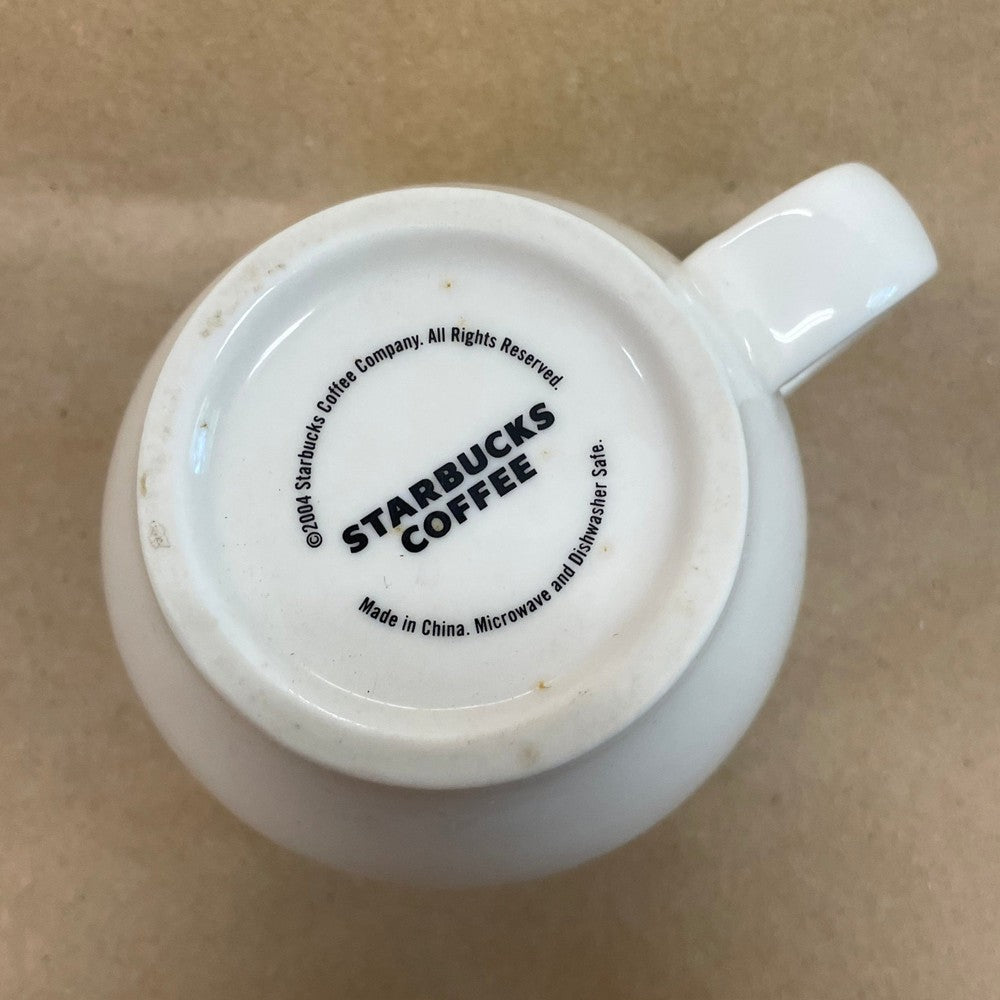 ©2004 Starbucks Coffee Company. All Rights Reserved.
STARBUCKS
COFFEE
Made in China. Microwave and Dishwasher Safe.